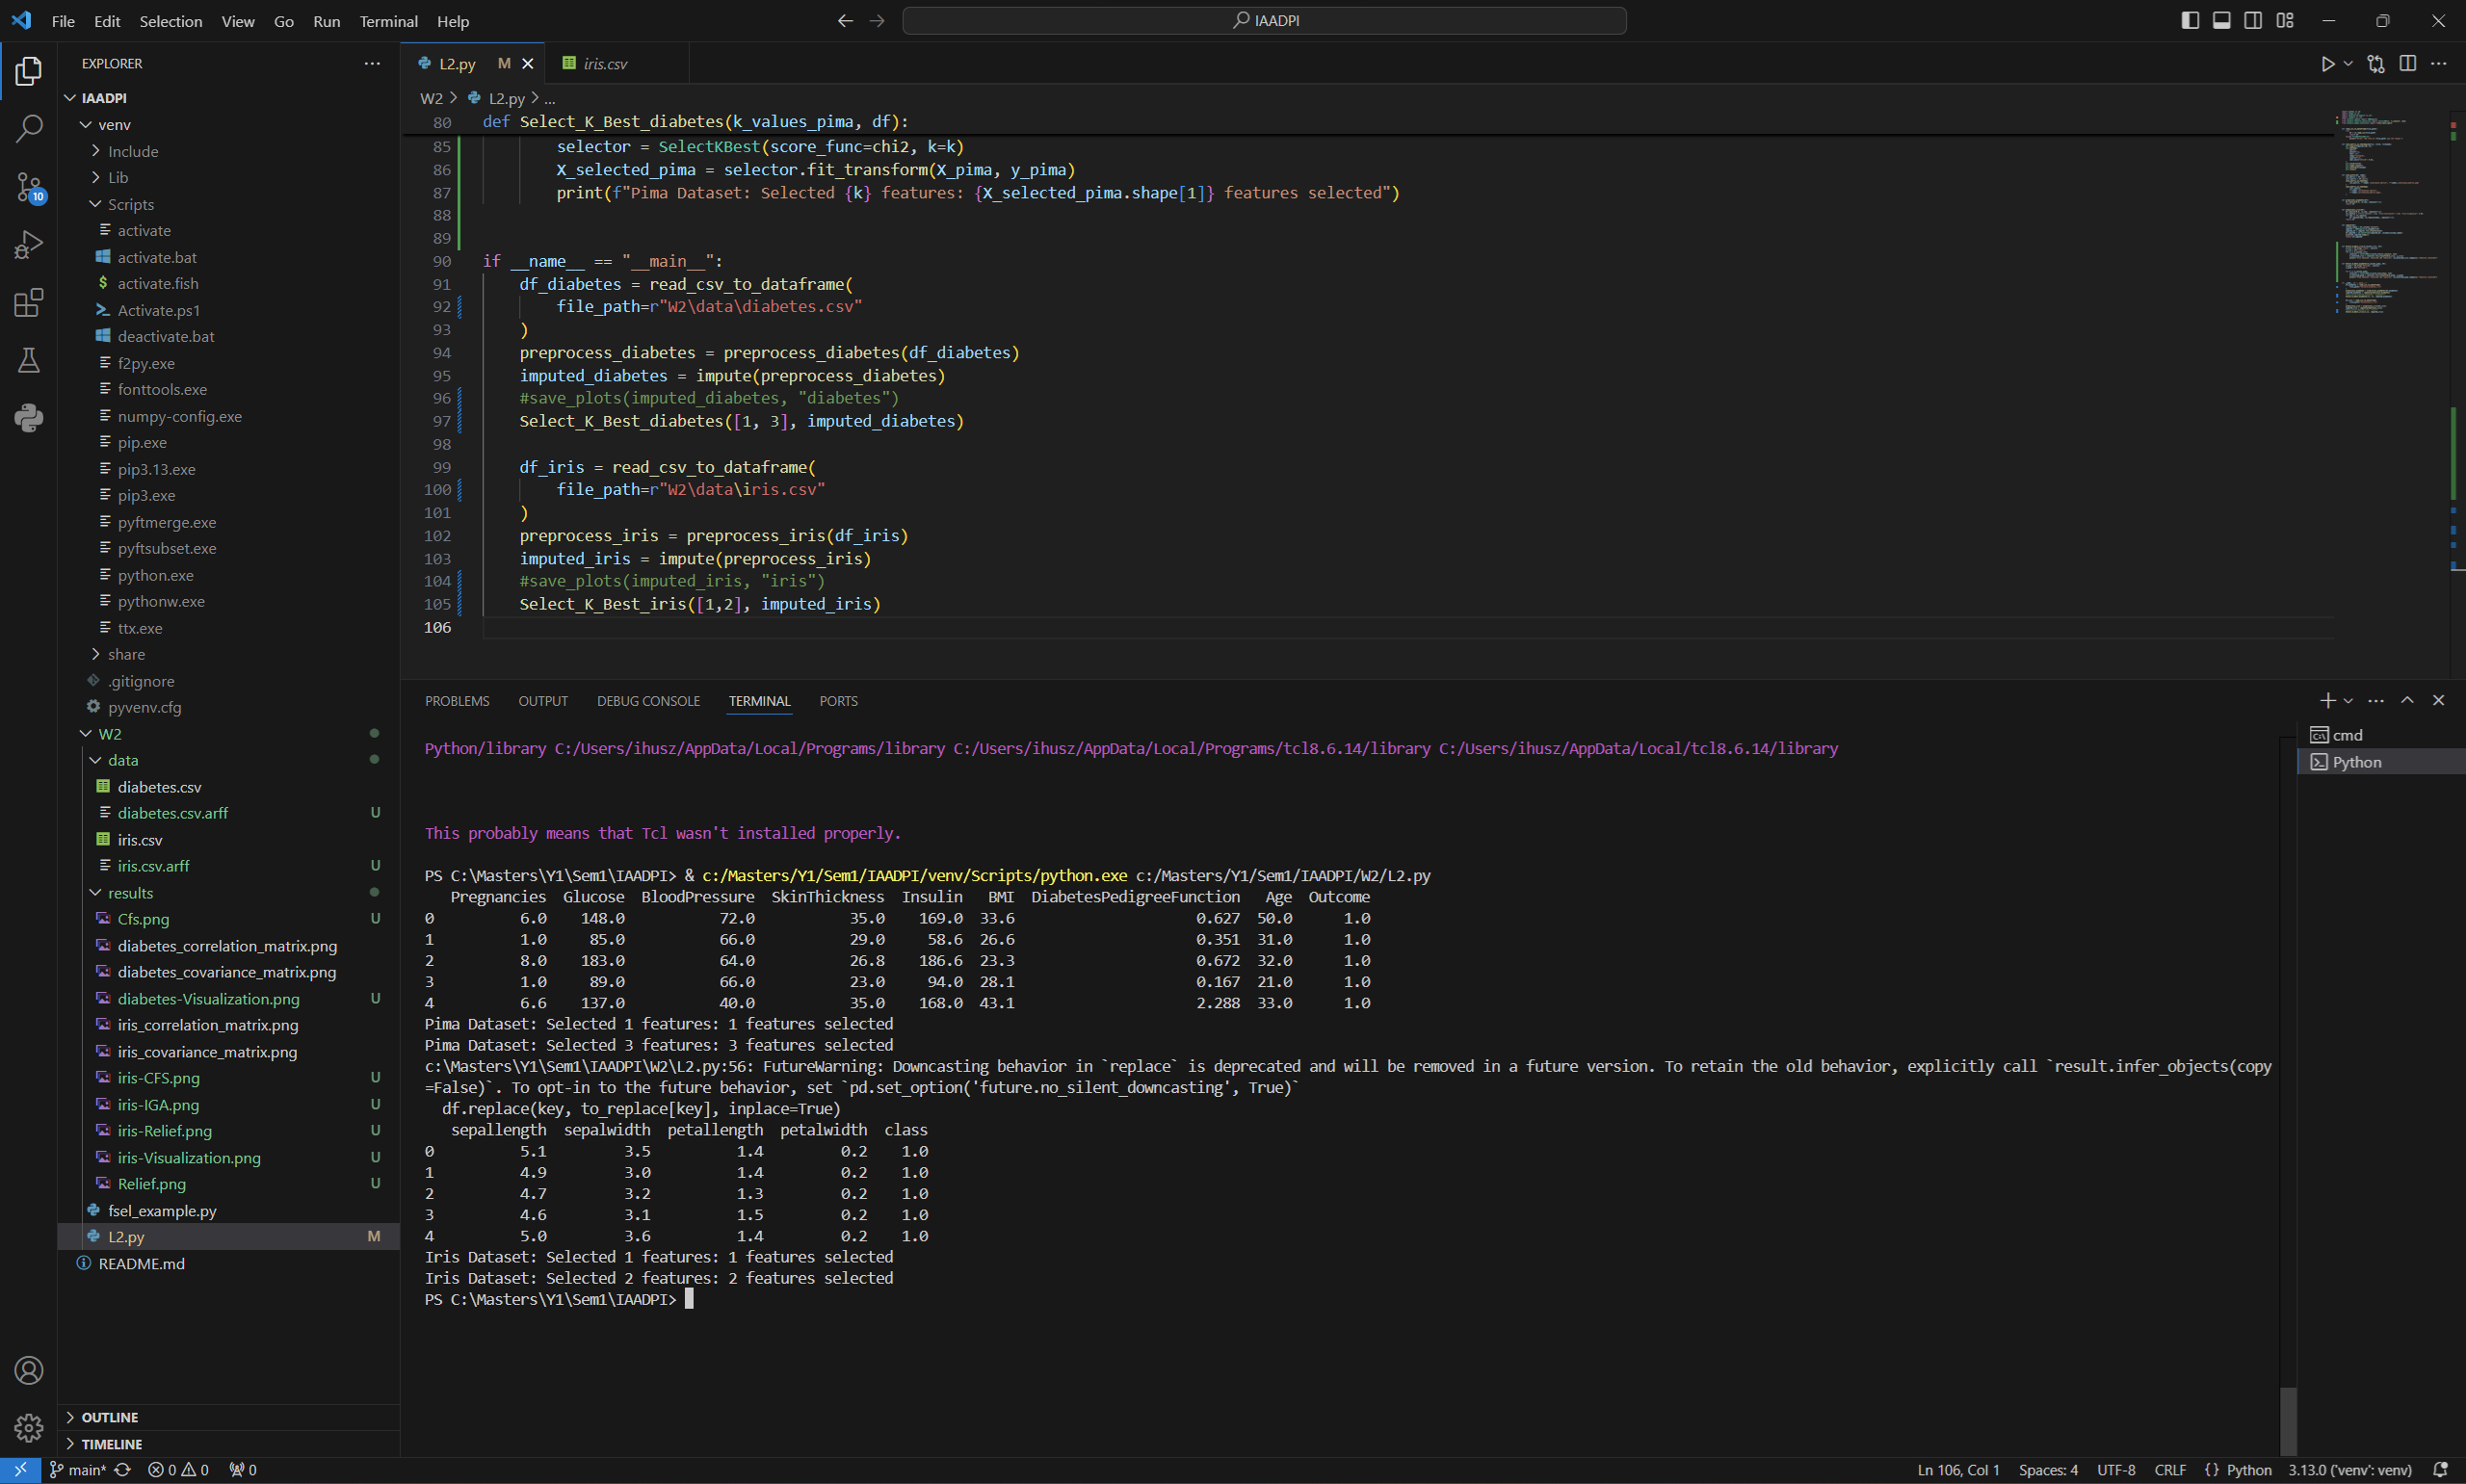 File Edit Selection View Go Run Terminal Help
IAADPI
EXPLORER
IAADPI
venv
Include
Lib
Scripts
activate
activate.bat
activate.fish
Activate.ps1
deactivate.bat
f2py.exe
fonttools.exe
numpy-config.exe
pip.exe
pip3.13.exe
pip3.exe
pyftmerge.exe
pyftsubset.exe
python.exe
pythonw.exe
ttx.exe
share
.gitignore
pyvenv.cfg
W2
data
diabetes.csv
diabetes.csv.arff U
iris.csv
iris.csv.arff U
results
Cfs.png U
diabetes_correlation_matrix.png
diabetes_covariance_matrix.png
diabetes-Visualization.png U
iris_correlation_matrix.png
iris_covariance_matrix.png
iris-CFS.png U
iris-IGA.png U
iris-Relief.png U
iris-Visualization.png U
Relief.png U
fsel_example.py
L2.py M
README.md
OUTLINE
TIMELINE
10
L2.py M
iris.csv
W2 > L2.py > ...
80 def Select_K_Best_diabetes(k_values_pima, df):
85 selector = SelectKBest(score_func=chi2, k=k)
86 X_selected_pima = selector.fit_transform(X_pima, y_pima)
87 print(f"Pima Dataset: Selected {k} features: {X_selected_pima.shape[1]} features selected")
88
89
90 if __name__ == "__main__":
91 df_diabetes = read_csv_to_dataframe(
92 file_path=r"W2\data\diabetes.csv"
93 )
94 preprocess_diabetes = preprocess_diabetes(df_diabetes)
95 imputed_diabetes = impute(preprocess_diabetes)
96 #save_plots(imputed_diabetes, "diabetes")
97 Select_K_Best_diabetes([1, 3], imputed_diabetes)
98
99 df_iris = read_csv_to_dataframe(
100 file_path=r"W2\data\iris.csv"
101 )
102 preprocess_iris = preprocess_iris(df_iris)
103 imputed_iris = impute(preprocess_iris)
104 #save_plots(imputed_iris, "iris")
105 Select_K_Best_iris([1,2], imputed_iris)
106
PROBLEMS OUTPUT DEBUG CONSOLE TERMINAL PORTS
cmd
Python
Python/library C:/Users/ihusz/AppData/Local/Programs/library C:/Users/ihusz/AppData/Local/Programs/tcl8.6.14/library C:/Users/ihusz/AppData/Local/tcl8.6.14/library
This probably means that Tcl wasn't installed properly.
PS C:\Masters\Y1\Sem1\IAADPI> & c:/Masters/Y1/Sem1/IAADPI/venv/Scripts/python.exe c:/Masters/Y1/Sem1/IAADPI/W2/L2.py
Pregnancies Glucose BloodPressure SkinThickness Insulin BMI DiabetesPedigreeFunction Age Outcome
0 6.0 148.0 72.0 35.0 169.0 33.6 0.627 50.0 1.0
1 1.0 85.0 66.0 29.0 58.6 26.6 0.351 31.0 1.0
2 8.0 183.0 64.0 26.8 186.6 23.3 0.672 32.0 1.0
3 1.0 89.0 66.0 23.0 94.0 28.1 0.167 21.0 1.0
4 6.6 137.0 40.0 35.0 168.0 43.1 2.288 33.0 1.0
Pima Dataset: Selected 1 features: 1 features selected
Pima Dataset: Selected 3 features: 3 features selected
c:\Masters\Y1\Sem1\IAADPI\W2\L2.py:56: FutureWarning: Downcasting behavior in `replace` is deprecated and will be removed in a future version. To retain the old behavior, explicitly call `result.infer_objects(copy
=False)`. To opt-in to the future behavior, set `pd.set_option('future.no_silent_downcasting', True)`
df.replace(key, to_replace[key], inplace=True)
sepallength sepalwidth petallength petalwidth class
0 5.1 3.5 1.4 0.2 1.0
1 4.9 3.0 1.4 0.2 1.0
2 4.7 3.2 1.3 0.2 1.0
3 4.6 3.1 1.5 0.2 1.0
4 5.0 3.6 1.4 0.2 1.0
Iris Dataset: Selected 1 features: 1 features selected
Iris Dataset: Selected 2 features: 2 features selected
PS C:\Masters\Y1\Sem1\IAADPI>
main* 0 0 0
Ln 106, Col 1 Spaces: 4 UTF-8 CRLF {} Python 3.13.0 ('venv': venv)